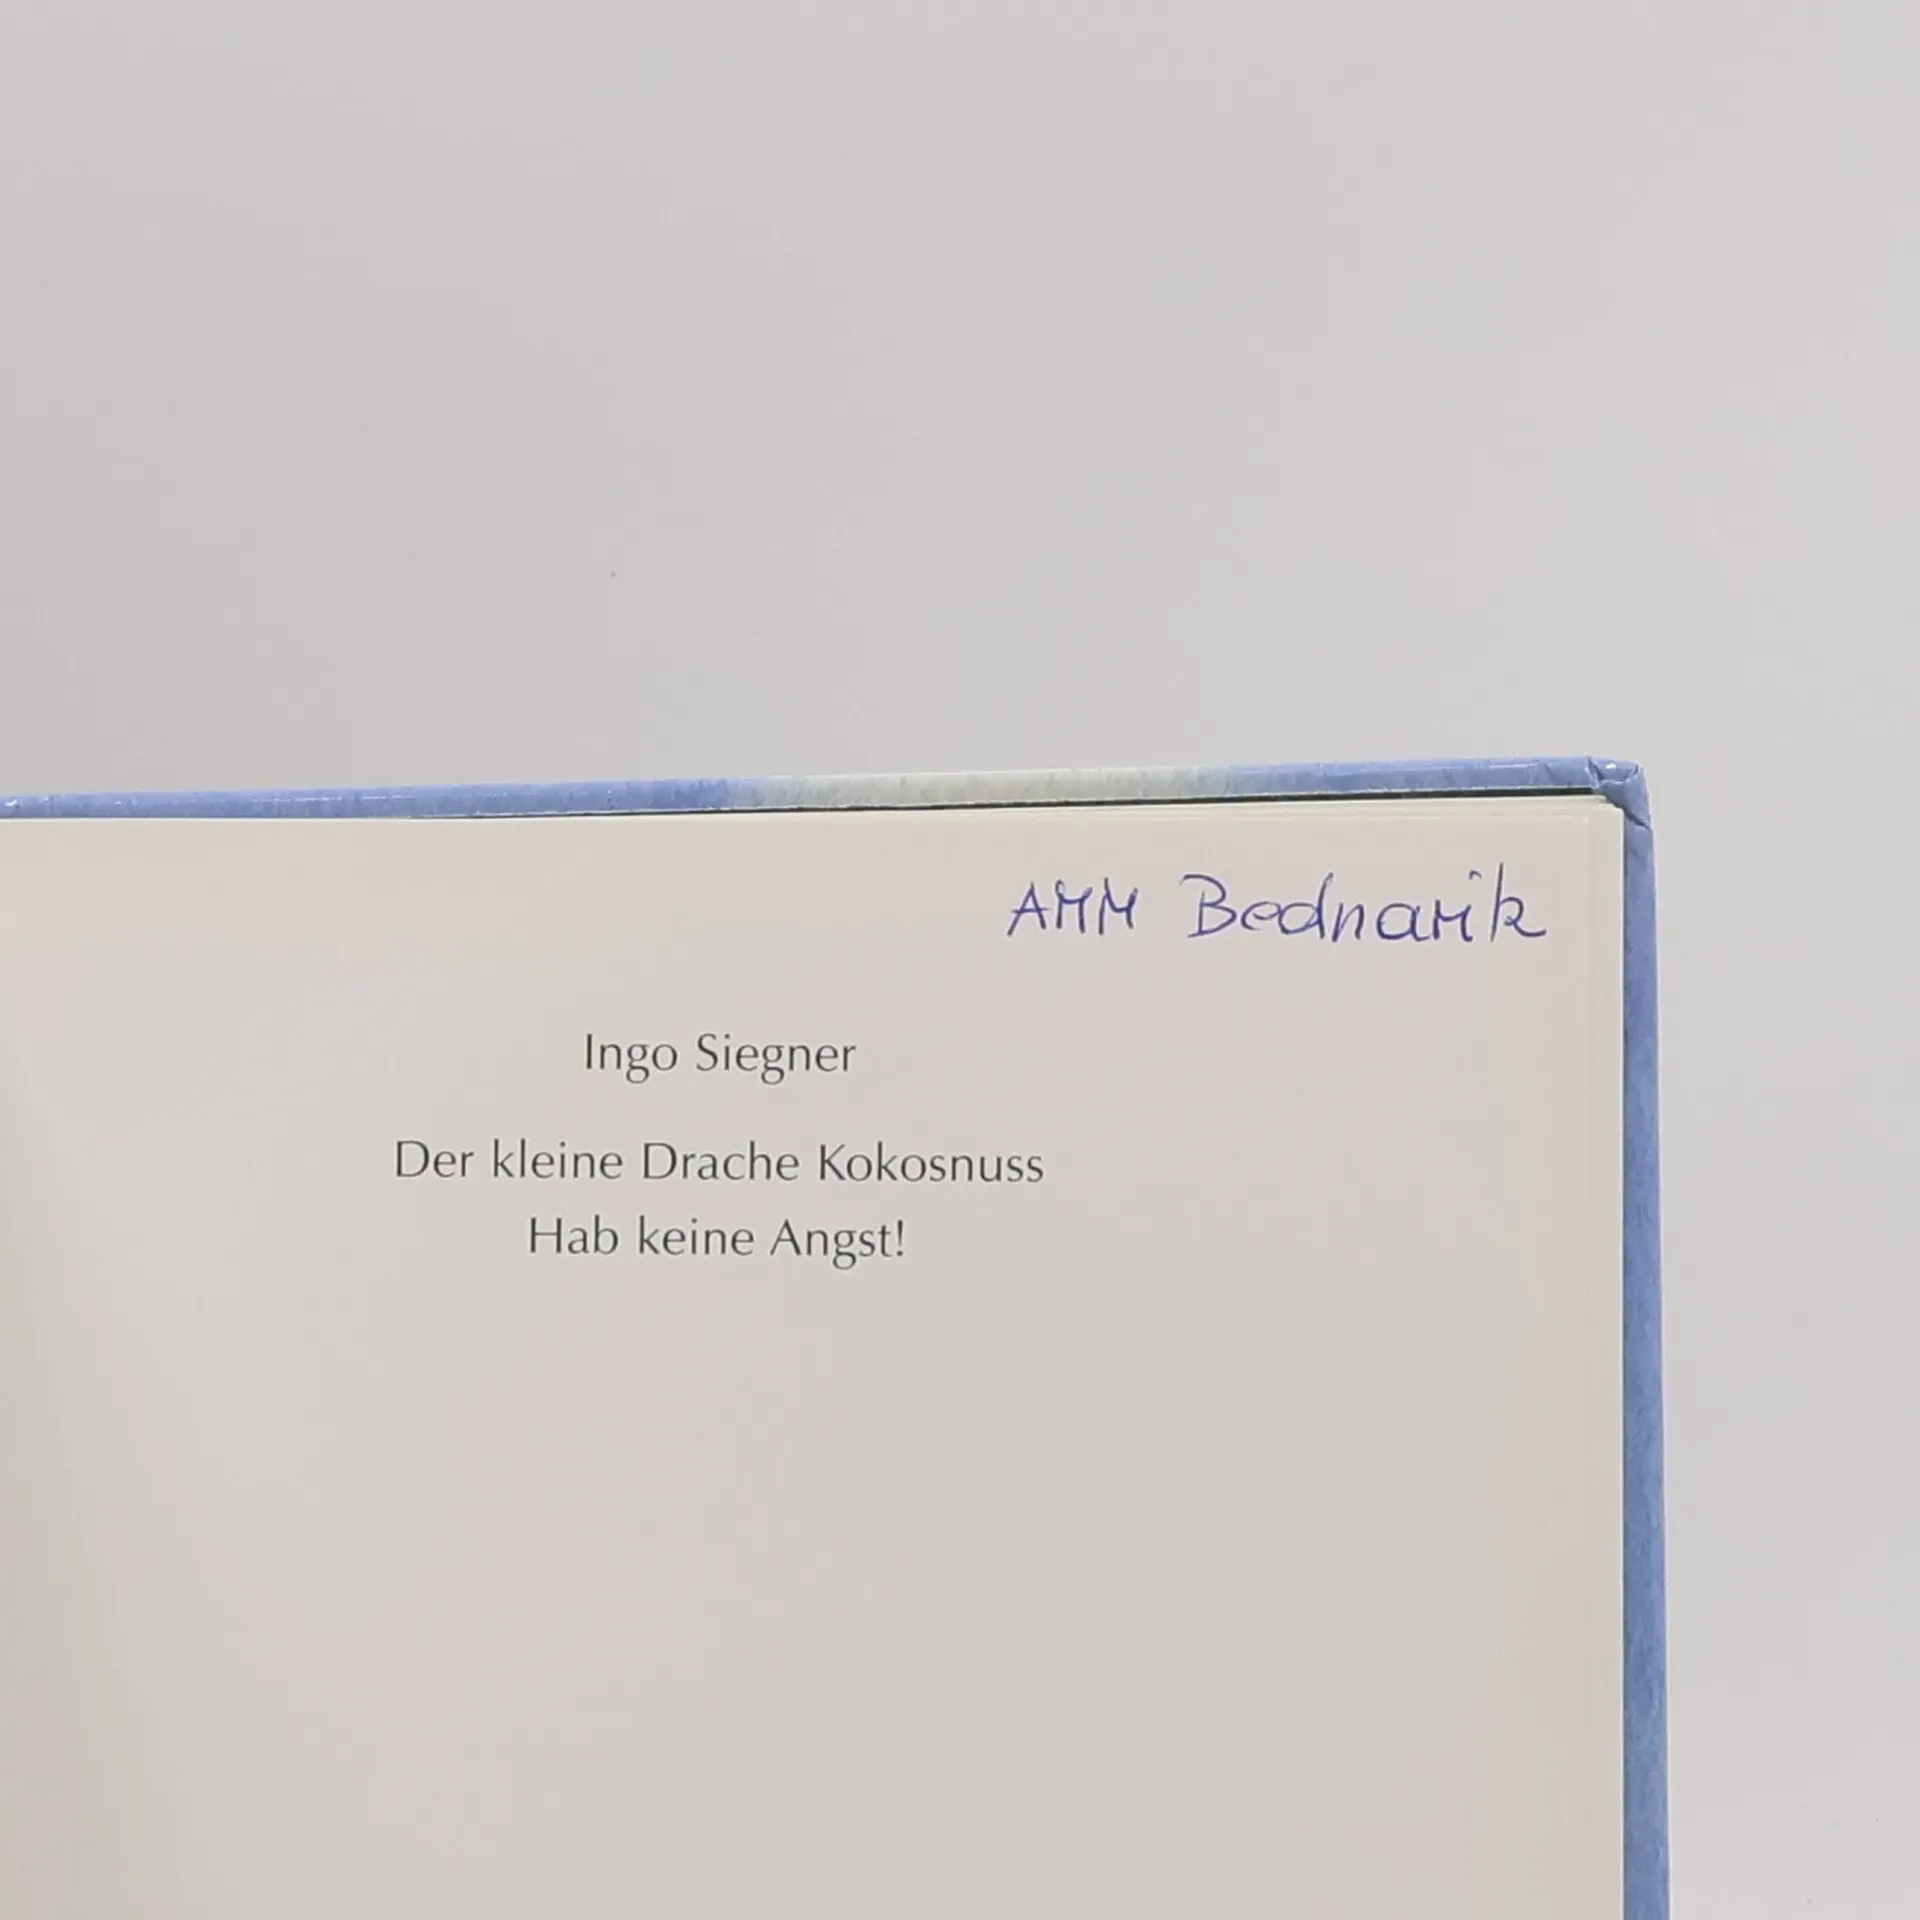 AMM Bednarik
Ingo Siegner
Der kleine Drache Kokosnuss
Hab keine Angst!